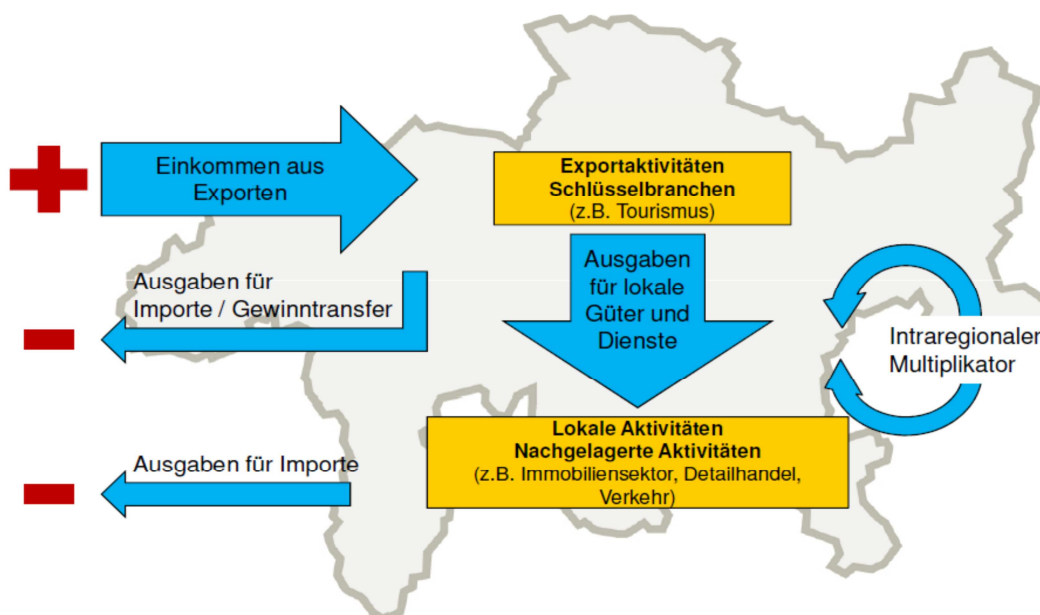 Einkommen aus
Exporten
Exportaktivitäten
Schlüsselbranchen
(z.B. Tourismus)
Ausgaben für
Importe / Gewinntransfer
Ausgaben
für lokale
Güter und
Dienste
Intraregionaler
Multiplikator
Lokale Aktivitäten
Nachgelagerte Aktivitäten
(z.B. Immobiliensektor, Detailhandel,
Verkehr)
Ausgaben für Importe